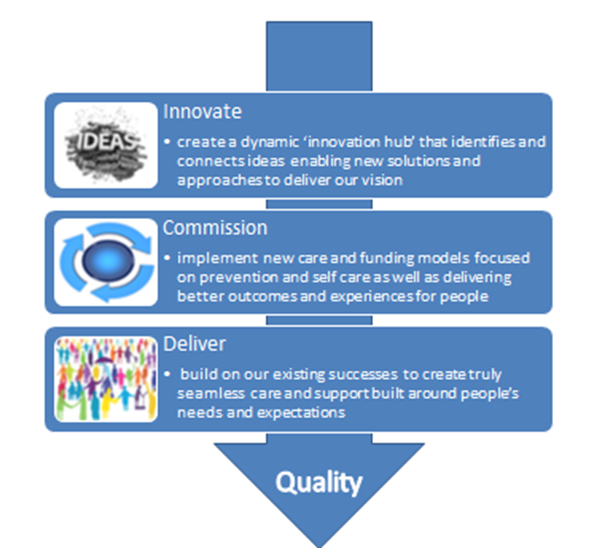 Innovate
IDEAS
• create a dynamic ‘innovation hub’ that identifies and
connects ideas enabling new solutions and
approaches to deliver our vision
Commission
• implement new care and funding models focused
on prevention and self care as well as delivering
better outcomes and experiences for people
Deliver
• build on our existing successes to create truly
seamless care and support built around people’s
needs and expectations
Quality